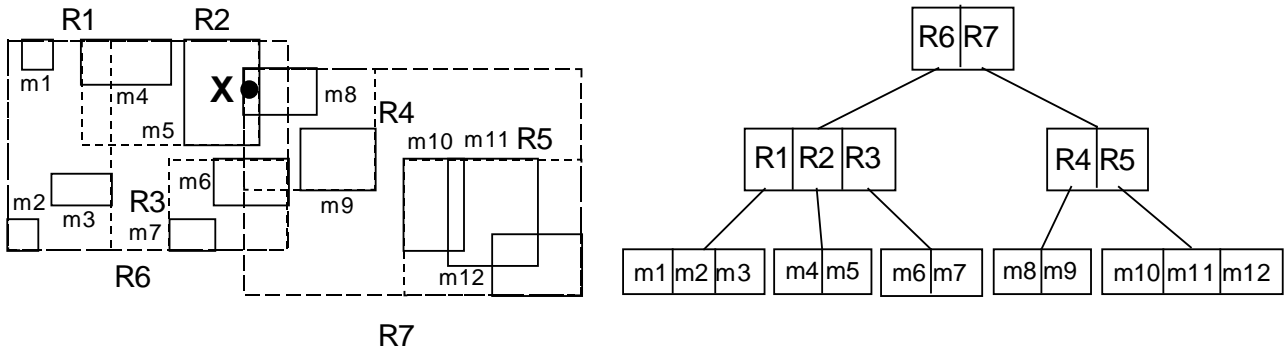 R1 R2
m1
m4
X
m8
m5
R4
m10 m11 R5
m6
m2
m3
R3
m7
m9
R6
m12
R7
R6 R7
R1 R2 R3
R4 R5
m1 m2 m3
m4 m5
m6 m7
m8 m9
m10 m11 m12